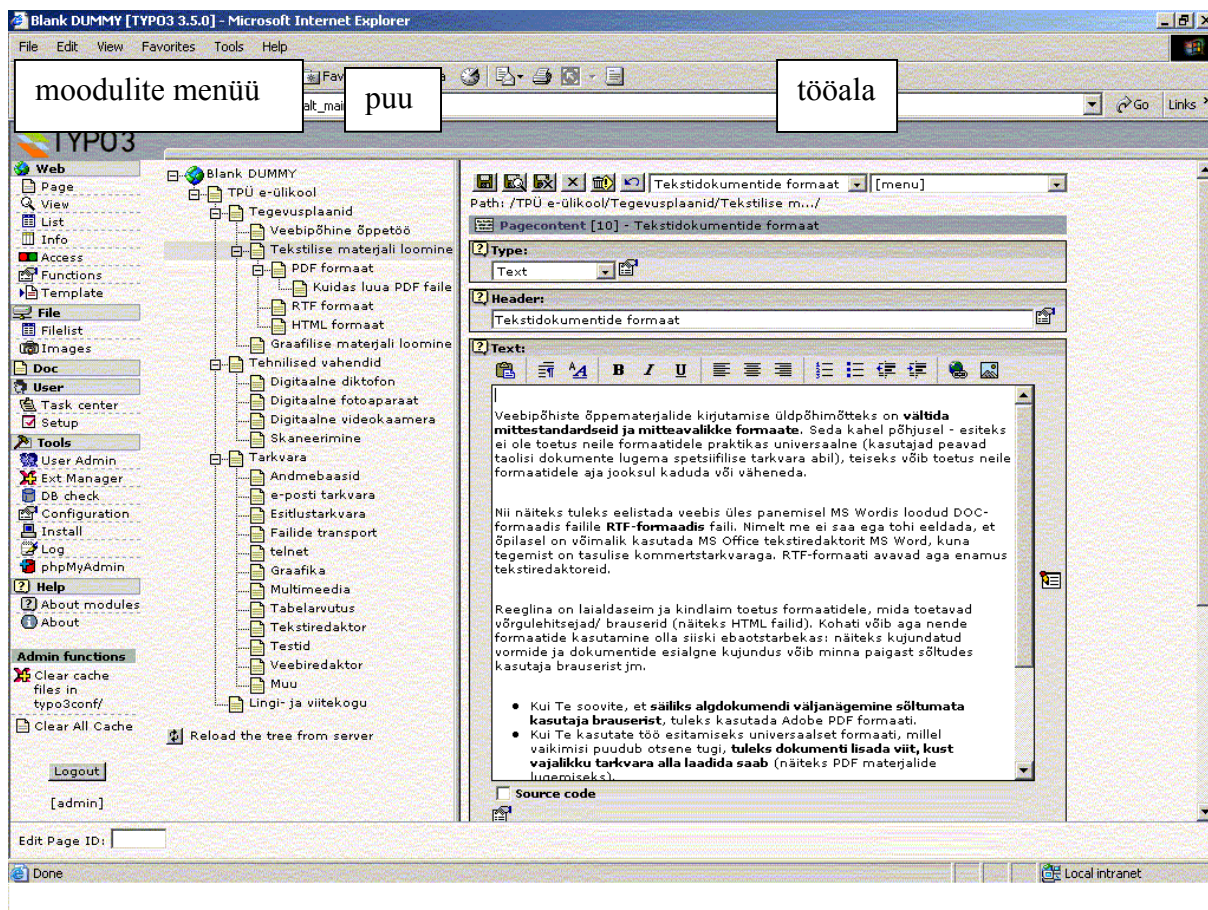 Blank DUMMY [TYPO3 3.5.0] - Microsoft Internet Explorer
File Edit View Favorites Tools Help
moodulite menüü
puu
tööala
Fav
alt_mai
Go Links
TYPO3
Web
Page
View
List
Info
Access
Functions
Template
File
Filelist
Images
Doc
User
Task center
Setup
Tools
User Admin
Ext Manager
DB check
Configuration
Install
Log
phpMyAdmin
Help
About modules
About
Admin functions
Clear cache
files in
typo3conf/
Clear All Cache
Logout
[admin]
Edit Page ID:
Blank DUMMY
TPÜ e-ülikool
Tegevusplaanid
Veebipõhine õppetöö
Tekstilise materjali loomine
PDF formaat
Kuidas luua PDF faile
RTF formaat
HTML formaat
Graafilise materjali loomine
Tehnilised vahendid
Digitaalne diktofon
Digitaalne fotoaparaat
Digitaalne videokaamera
Skaneerimine
Tarkvara
Andmebaasid
e-posti tarkvara
Esitlustarkvara
Failide transport
telnet
Graafika
Multimeedia
Tabelarvutus
Tekstiredaktor
Testid
Veebiredaktor
Muu
Lingi- ja viitekogu
Reload the tree from server
Tekstidokumentide formaat [menu]
Path: /TPÜ e-ülikool/Tegevusplaanid/Tekstilise m.../
Pagecontent [10] - Tekstidokumentide formaat
Type:
Text
Header:
Tekstidokumentide formaat
Text:
B I U
Veebipõhiste õppematerjalide kirjutamise üldpõhimõtteks on vältida
mittestandardseid ja mitteavalikke formaate. Seda kahel põhjusel - esiteks
ei ole toetus neile formaatidele praktikas universaalne (kasutajad peavad
taolisi dokumente lugema spetsiifilise tarkvara abil), teiseks võib toetus neile
formaatidele aja jooksul kaduda või väheneda.
Nii näiteks tuleks eelistada veebis üles panemisel MS Wordis loodud DOC-
formaadis failile RTF-formaadis faili. Nimelt me ei saa ega tohi eeldada, et
õpilasel on võimalik kasutada MS Office tekstiredaktorit MS Word, kuna
tegemist on tasulise kommertstarkvaraga. RTF-formaati avavad aga enamus
tekstiredaktoreid.
Reeglina on laialdaseim ja kindlaim toetus formaatidele, mida toetavad
võrgulehitsejad/ brauserid (näiteks HTML failid). Kohati võib aga nende
formaatide kasutamine olla siiski ebaotstarbekas: näiteks kujundatud
vormide ja dokumentide esialgne kujundus võib minna paigast sõltudes
kasutaja brauserist jm.
• Kui Te soovite, et säiliks algdokumendi väljanägemine sõltumata
kasutaja brauserist, tuleks kasutada Adobe PDF formaati.
• Kui Te kasutate töö esitamiseks universaalset formaati, millel
vaikimisi puudub otsene tugi, tuleks dokumenti lisada viit, kust
vajalikku tarkvara alla laadida saab (näiteks PDF materjalide
lugemiseks).
Source code
Done
Local intranet